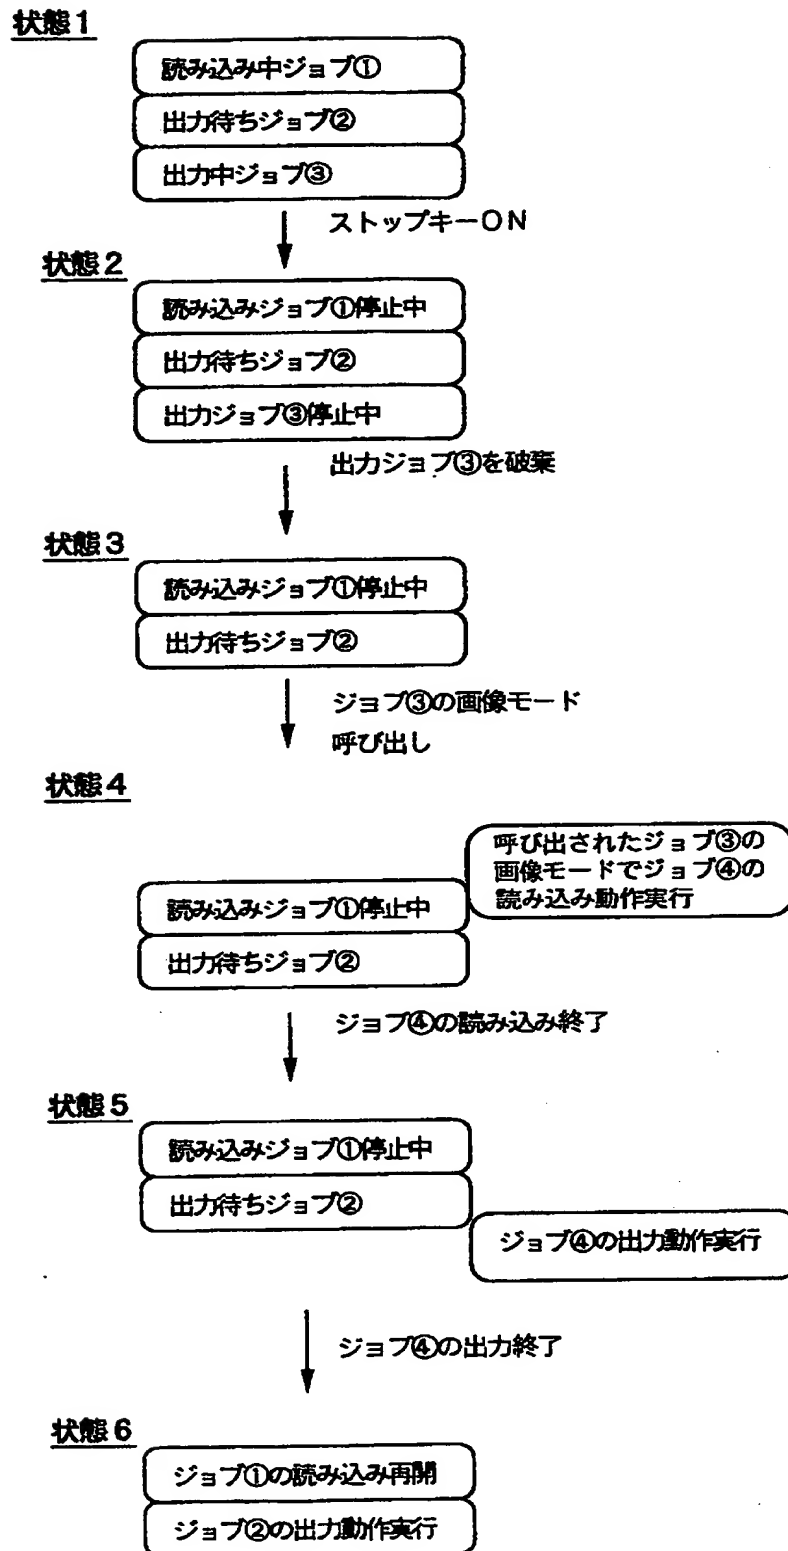 状態1
読み込み中ジョブ①
出力待ちジョブ②
出力中ジョブ③
ストップキーON
状態2
読み込みジョブ①停止中
出力待ちジョブ②
出力ジョブ③停止中
出力ジョブ③を破棄
状態3
読み込みジョブ①停止中
出力待ちジョブ②
ジョブ③の画像モード
呼び出し
状態4
呼び出されたジョブ③の
画像モードでジョブ④の
読み込み動作実行
読み込みジョブ①停止中
出力待ちジョブ②
ジョブ④の読み込み終了
状態5
読み込みジョブ①停止中
出力待ちジョブ②
ジョブ④の出力動作実行
ジョブ④の出力終了
状態6
ジョブ①の読み込み再開
ジョブ②の出力動作実行